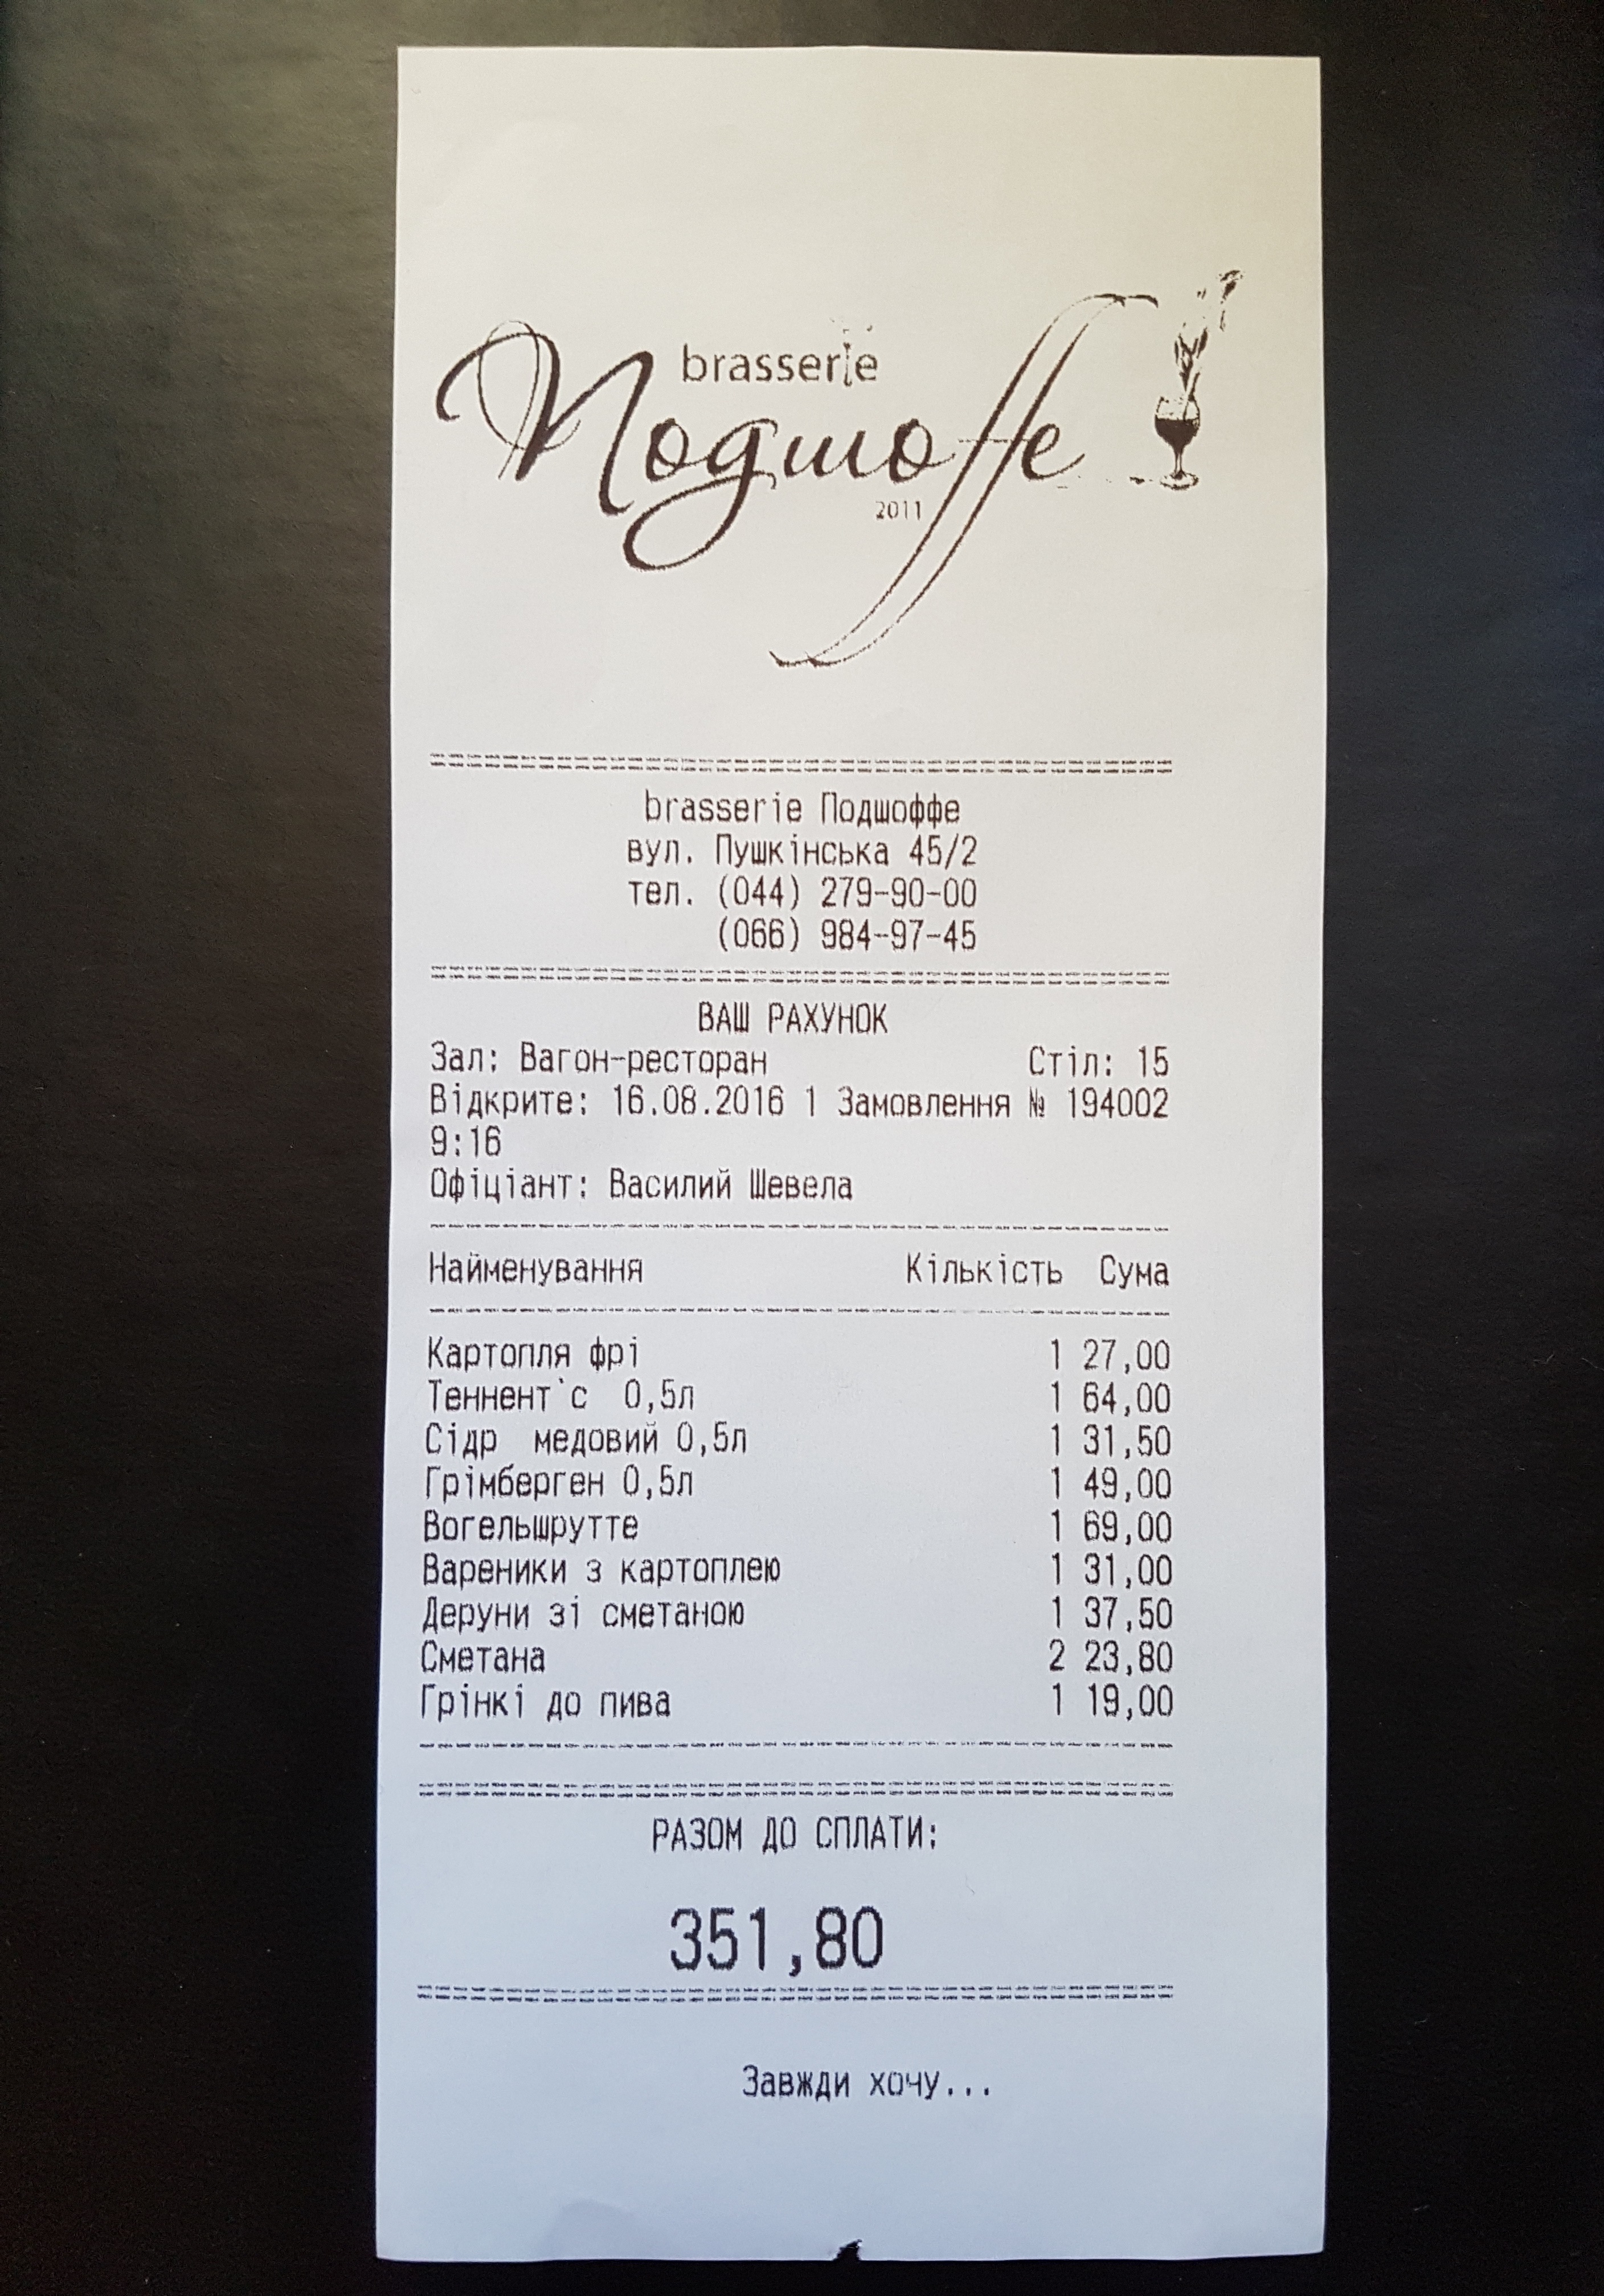 brasserie
Подшоffе
2011
brasserie Подшоффе
вул. Пушкінська 45/2
тел. (044) 279-90-00
(066) 984-97-45
ВАШ РАХУНОК
Зал: Вагон-ресторан Стіл: 15
Відкрите: 16.08.2016 1 Замовлення № 194002
9:16
Офіціант: Василий Шевела
Найменування Кількість Сума
Картопля фрі 1 27,00
Теннент`с 0,5л 1 64,00
Сідр медовий 0,5л 1 31,50
Грімберген 0,5л 1 49,00
Вогельшрутте 1 69,00
Вареники з картоплею 1 31,00
Деруни зі сметаною 1 37,50
Сметана 2 23,80
Грінкі до пива 1 19,00
РАЗОМ ДО СПЛАТИ:
351,80
Завжди хочу...